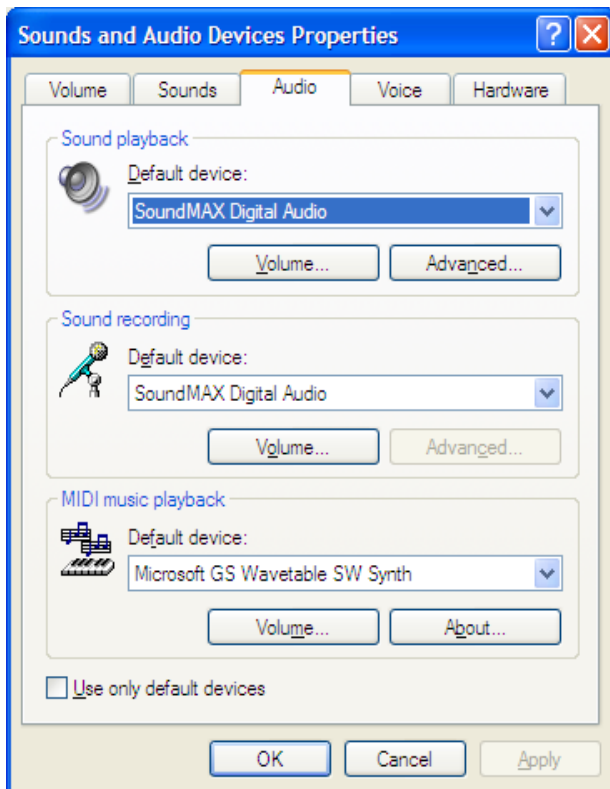 Sounds and Audio Devices Properties
Volume Sounds Audio Voice Hardware
Sound playback
Default device:
SoundMAX Digital Audio
Volume... Advanced...
Sound recording
Default device:
SoundMAX Digital Audio
Volume... Advanced...
MIDI music playback
Default device:
Microsoft GS Wavetable SW Synth
Volume... About...
Use only default devices
OK Cancel Apply